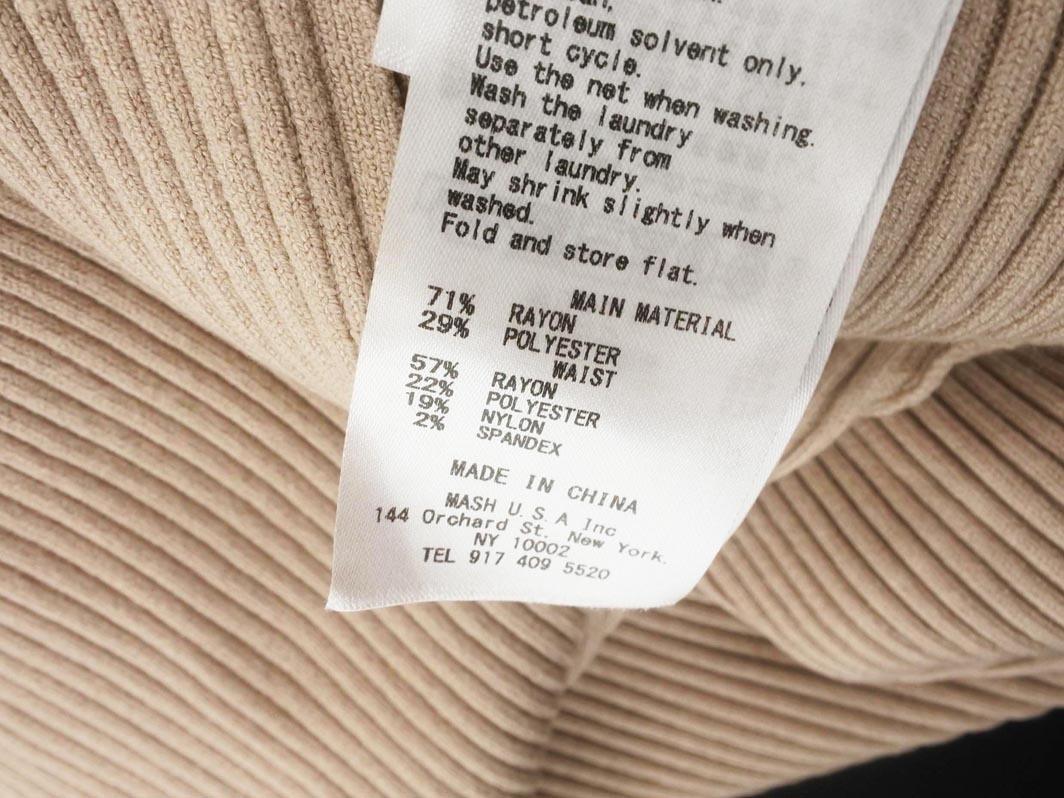 petroleum solvent only.
short cycle.
Use the net when washing.
Wash the laundry
separately from
other laundry.
May shrink slightly when
washed.
Fold and store flat.
MAIN MATERIAL
71% RAYON
29% POLYESTER
WAIST
57% RAYON
22% POLYESTER
19% NYLON
2% SPANDEX
MADE IN CHINA
MASH U.S.A Inc
144 Orchard St. New York.
NY 10002
TEL 917 409 5520